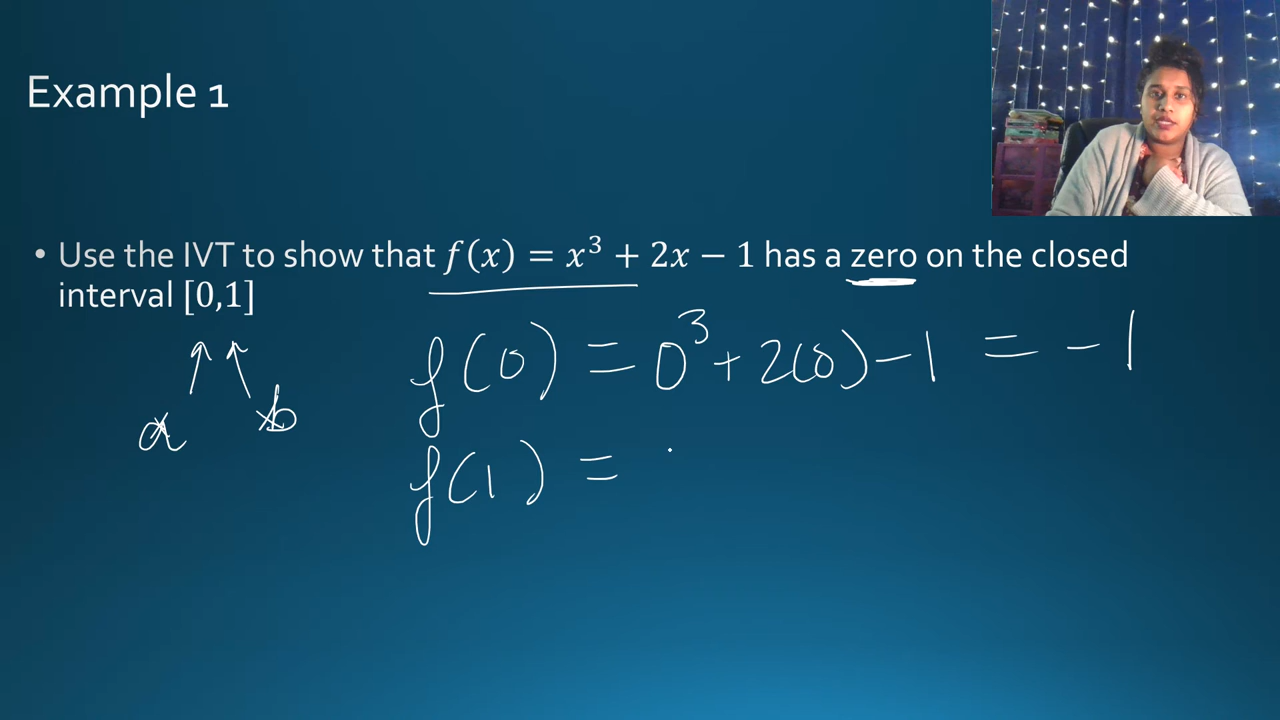 Example 1
• Use the IVT to show that f(x) = x³ + 2x − 1 has a zero on the closed
interval [0,1]
f(0) = 0³ + 2(0) − 1 = −1
a b
f(1) =